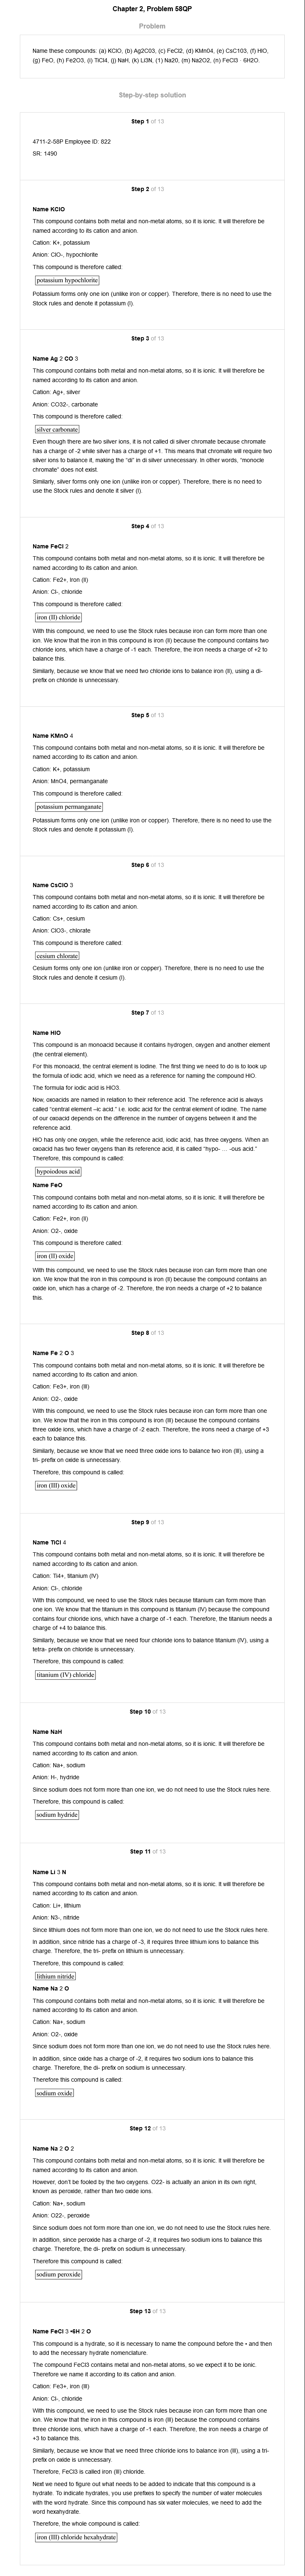 Chapter 2, Problem 58QP
Problem
Name these compounds: (a) KClO, (b) Ag2C03, (c) FeCl2, (d) KMn04, (e) CsC103, (f) HIO,
(g) FeO, (h) Fe2O3, (i) TiCl4, (j) NaH, (k) Li3N, (1) Na20, (m) Na2O2, (n) FeCl3 · 6H2O.
Step-by-step solution
Step 1 of 13
4711-2-58P Employee ID: 822
SR: 1490
Step 2 of 13
Name KClO
This compound contains both metal and non-metal atoms, so it is ionic. It will therefore be
named according to its cation and anion.
Cation: K+, potassium
Anion: ClO-, hypochlorite
This compound is therefore called:
potassium hypochlorite
Potassium forms only one ion (unlike iron or copper). Therefore, there is no need to use the
Stock rules and denote it potassium (I).
Step 3 of 13
Name Ag 2 CO 3
This compound contains both metal and non-metal atoms, so it is ionic. It will therefore be
named according to its cation and anion.
Cation: Ag+, silver
Anion: CO32-, carbonate
This compound is therefore called:
silver carbonate
Even though there are two silver ions, it is not called di silver chromate because chromate
has a charge of -2 while silver has a charge of +1. This means that chromate will require two
silver ions to balance it, making the "di" in di silver unnecessary. In other words, "monocle
chromate" does not exist.
Similarly, silver forms only one ion (unlike iron or copper). Therefore, there is no need to
use the Stock rules and denote it silver (I).
Step 4 of 13
Name FeCl 2
This compound contains both metal and non-metal atoms, so it is ionic. It will therefore be
named according to its cation and anion.
Cation: Fe2+, Iron (II)
Anion: Cl-, chloride
This compound is therefore called:
iron (II) chloride
With this compound, we need to use the Stock rules because iron can form more than one
ion. We know that the iron in this compound is iron (II) because the compound contains two
chloride ions, which have a charge of -1 each. Therefore, the iron needs a charge of +2 to
balance this.
Similarly, because we know that we need two chloride ions to balance iron (II), using a di-
prefix on chloride is unnecessary.
Step 5 of 13
Name KMnO 4
This compound contains both metal and non-metal atoms, so it is ionic. It will therefore be
named according to its cation and anion.
Cation: K+, potassium
Anion: MnO4, permanganate
This compound is therefore called:
potassium permanganate
Potassium forms only one ion (unlike iron or copper). Therefore, there is no need to use the
Stock rules and denote it potassium (I).
Step 6 of 13
Name CsClO 3
This compound contains both metal and non-metal atoms, so it is ionic. It will therefore be
named according to its cation and anion.
Cation: Cs+, cesium
Anion: ClO3-, chlorate
This compound is therefore called:
cesium chlorate
Cesium forms only one ion (unlike iron or copper). Therefore, there is no need to use the
Stock rules and denote it cesium (I).
Step 7 of 13
Name HIO
This compound is an monoacid because it contains hydrogen, oxygen and another element
(the central element).
For this monoacid, the central element is Iodine. The first thing we need to do is to look up
the formula of iodic acid, which we need as a reference for naming the compound HIO.
The formula for iodic acid is HIO3.
Now, oxoacids are named in relation to their reference acid. The reference acid is always
called "central element –ic acid." i.e. iodic acid for the central element of iodine. The name
of our oxoacid depends on the difference in the number of oxygens between it and the
reference acid.
HIO has only one oxygen, while the reference acid, iodic acid, has three oxygens. When an
oxoacid has two fewer oxygens than its reference acid, it is called "hypo- ... -ous acid."
Therefore, this compound is called:
hypoiodous acid
Name FeO
This compound contains both metal and non-metal atoms, so it is ionic. It will therefore be
named according to its cation and anion.
Cation: Fe2+, iron (II)
Anion: O2-, oxide
This compound is therefore called:
iron (II) oxide
With this compound, we need to use the Stock rules because iron can form more than one
ion. We know that the iron in this compound is iron (II) because the compound contains an
oxide ion, which has a charge of -2. Therefore, the iron needs a charge of +2 to balance
this.
Step 8 of 13
Name Fe 2 O 3
This compound contains both metal and non-metal atoms, so it is ionic. It will therefore be
named according to its cation and anion.
Cation: Fe3+, iron (III)
Anion: O2-, oxide
With this compound, we need to use the Stock rules because iron can form more than one
ion. We know that the iron in this compound is iron (III) because the compound contains
three oxide ions, which have a charge of -2 each. Therefore, the irons need a charge of +3
each to balance this.
Similarly, because we know that we need three oxide ions to balance two iron (III), using a
tri- prefix on oxide is unnecessary.
Therefore, this compound is called:
iron (III) oxide
Step 9 of 13
Name TiCl 4
This compound contains both metal and non-metal atoms, so it is ionic. It will therefore be
named according to its cation and anion.
Cation: Ti4+, titanium (IV)
Anion: Cl-, chloride
With this compound, we need to use the Stock rules because titanium can form more than
one ion. We know that the titanium in this compound is titanium (IV) because the compound
contains four chloride ions, which have a charge of -1 each. Therefore, the titanium needs a
charge of +4 to balance this.
Similarly, because we know that we need four chloride ions to balance titanium (IV), using a
tetra- prefix on chloride is unnecessary.
Therefore, this compound is called:
titanium (IV) chloride
Step 10 of 13
Name NaH
This compound contains both metal and non-metal atoms, so it is ionic. It will therefore be
named according to its cation and anion.
Cation: Na+, sodium
Anion: H-, hydride
Since sodium does not form more than one ion, we do not need to use the Stock rules here.
Therefore, this compound is called:
sodium hydride
Step 11 of 13
Name Li 3 N
This compound contains both metal and non-metal atoms, so it is ionic. It will therefore be
named according to its cation and anion.
Cation: Li+, lithium
Anion: N3-, nitride
Since lithium does not form more than one ion, we do not need to use the Stock rules here.
In addition, since nitride has a charge of -3, it requires three lithium ions to balance this
charge. Therefore, the tri- prefix on lithium is unnecessary.
Therefore, this compound is called:
lithium nitride
Name Na 2 O
This compound contains both metal and non-metal atoms, so it is ionic. It will therefore be
named according to its cation and anion.
Cation: Na+, sodium
Anion: O2-, oxide
Since sodium does not form more than one ion, we do not need to use the Stock rules here.
In addition, since oxide has a charge of -2, it requires two sodium ions to balance this
charge. Therefore, the di- prefix on sodium is unnecessary.
Therefore this compound is called:
sodium oxide
Step 12 of 13
Name Na 2 O 2
This compound contains both metal and non-metal atoms, so it is ionic. It will therefore be
named according to its cation and anion.
However, don't be fooled by the two oxygens. O22- is actually an anion in its own right,
known as peroxide, rather than two oxide ions.
Cation: Na+, sodium
Anion: O22-, peroxide
Since sodium does not form more than one ion, we do not need to use the Stock rules here.
In addition, since peroxide has a charge of -2, it requires two sodium ions to balance this
charge. Therefore, the di- prefix on sodium is unnecessary.
Therefore this compound is called:
sodium peroxide
Step 13 of 13
Name FeCl 3 •6H 2 O
This compound is a hydrate, so it is necessary to name the compound before the • and then
to add the necessary hydrate nomenclature.
The compound FeCl3 contains metal and non-metal atoms, so we expect it to be ionic.
Therefore we name it according to its cation and anion.
Cation: Fe3+, iron (III)
Anion: Cl-, chloride
With this compound, we need to use the Stock rules because iron can form more than one
ion. We know that the iron in this compound is iron (III) because the compound contains
three chloride ions, which have a charge of -1 each. Therefore, the iron needs a charge of
+3 to balance this.
Similarly, because we know that we need three chloride ions to balance iron (III), using a tri-
prefix on oxide is unnecessary.
Therefore, FeCl3 is called iron (III) chloride.
Next we need to figure out what needs to be added to indicate that this compound is a
hydrate. To indicate hydrates, you use prefixes to specify the number of water molecules
with the word hydrate. Since this compound has six water molecules, we need to add the
word hexahydrate.
Therefore, the whole compound is called:
iron (III) chloride hexahydrate